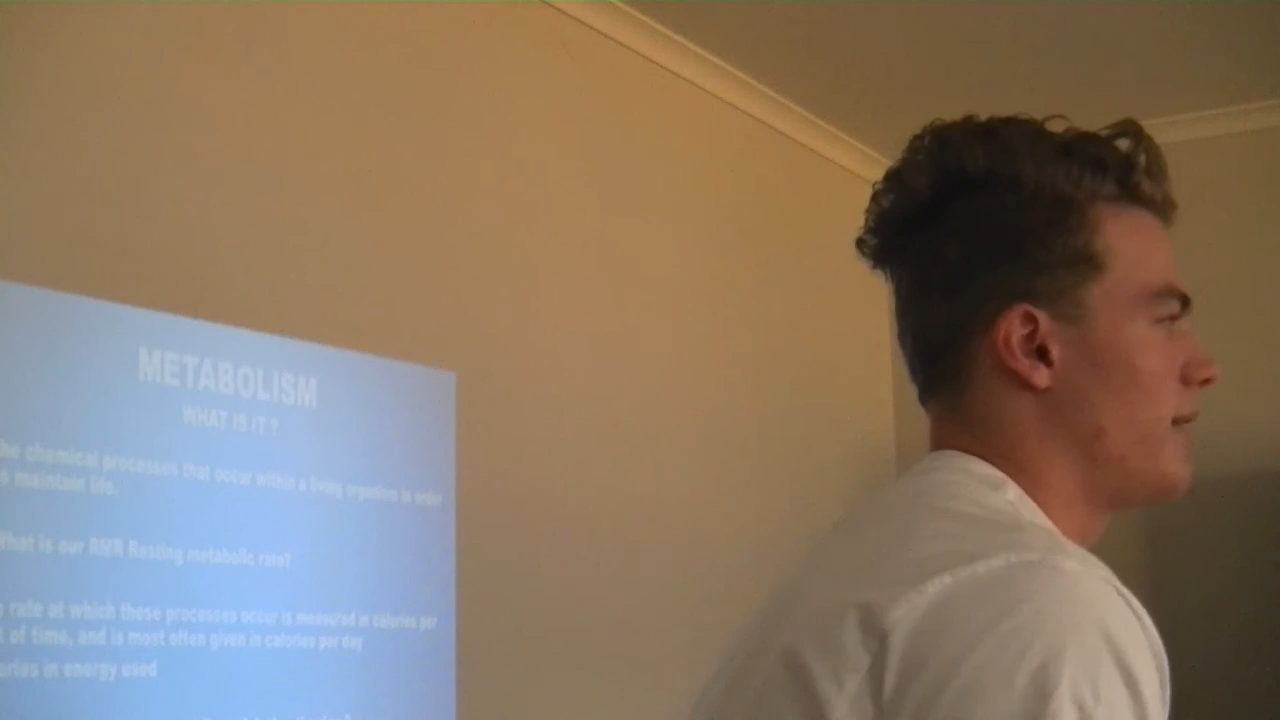 METABOLISM
WHAT IS IT ?
he chemical processes that occur within a living organism in order
o maintain life.
What is our RMR Resting metabolic rate?
rate at which these processes occur is measured in calories per
t of time, and is most often given in calories per day
ories in energy used